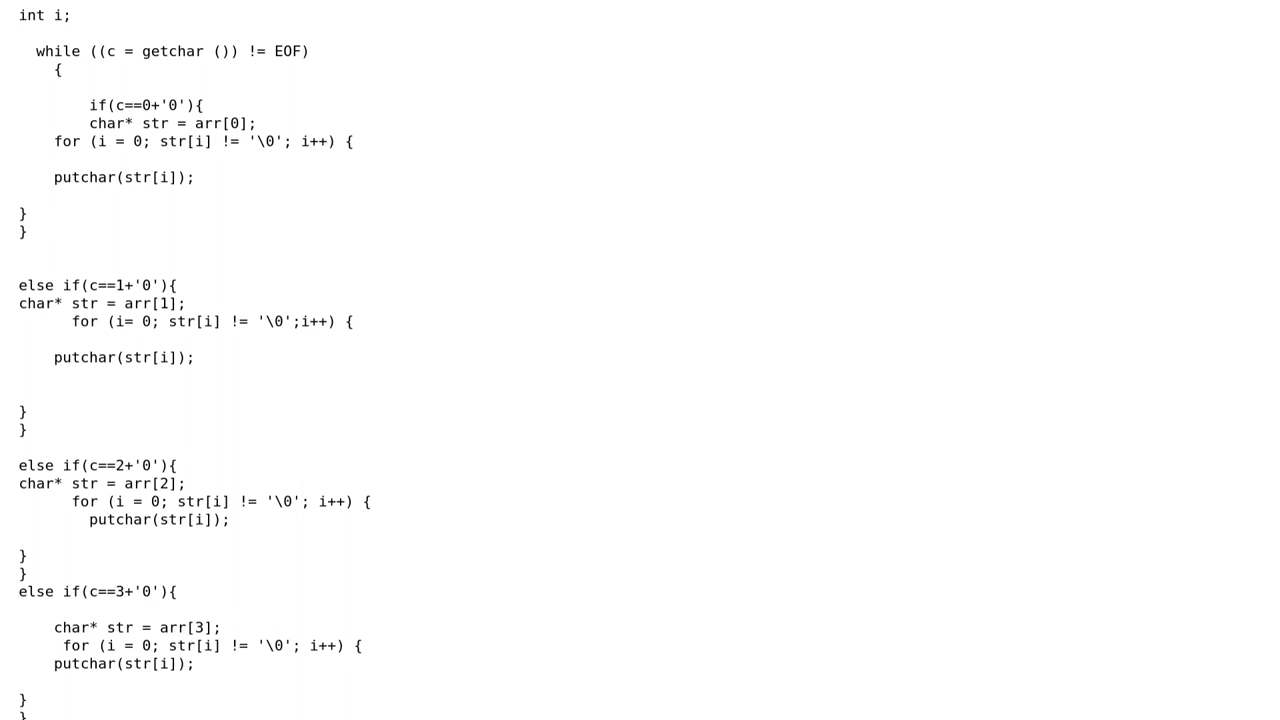 int i;
while ((c = getchar ()) != EOF)
{
if(c==0+'0'){
char* str = arr[0];
for (i = 0; str[i] != '\0'; i++) {
putchar(str[i]);
}
}
else if(c==1+'0'){
char* str = arr[1];
for (i= 0; str[i] != '\0';i++) {
putchar(str[i]);
}
}
else if(c==2+'0'){
char* str = arr[2];
for (i = 0; str[i] != '\0'; i++) {
putchar(str[i]);
}
}
else if(c==3+'0'){
char* str = arr[3];
for (i = 0; str[i] != '\0'; i++) {
putchar(str[i]);
}
}